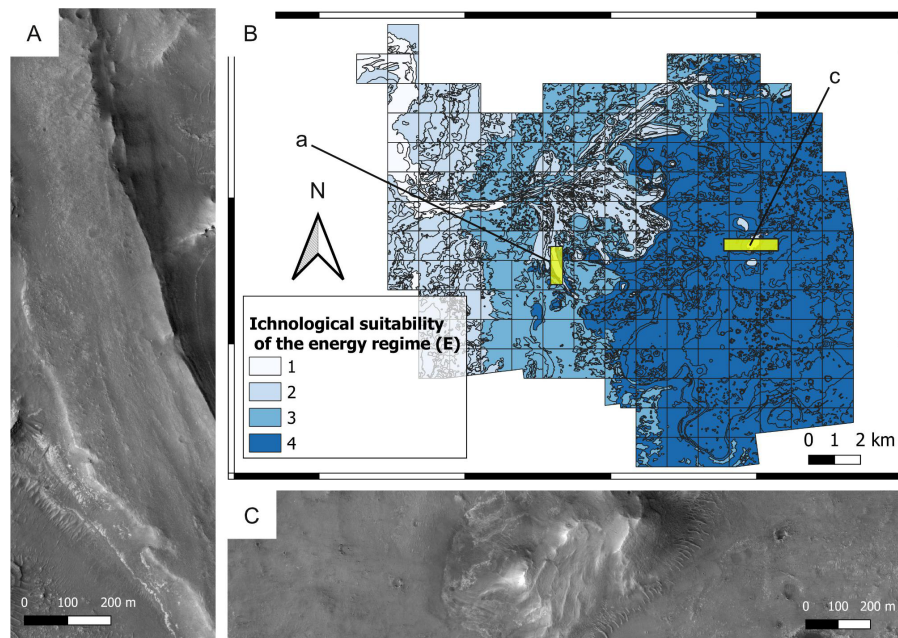 A
B
a
c
N
Ichnological suitability
of the energy regime (E)
1
2
3
4
0 1 2 km
C
0 100 200 m
0 100 200 m